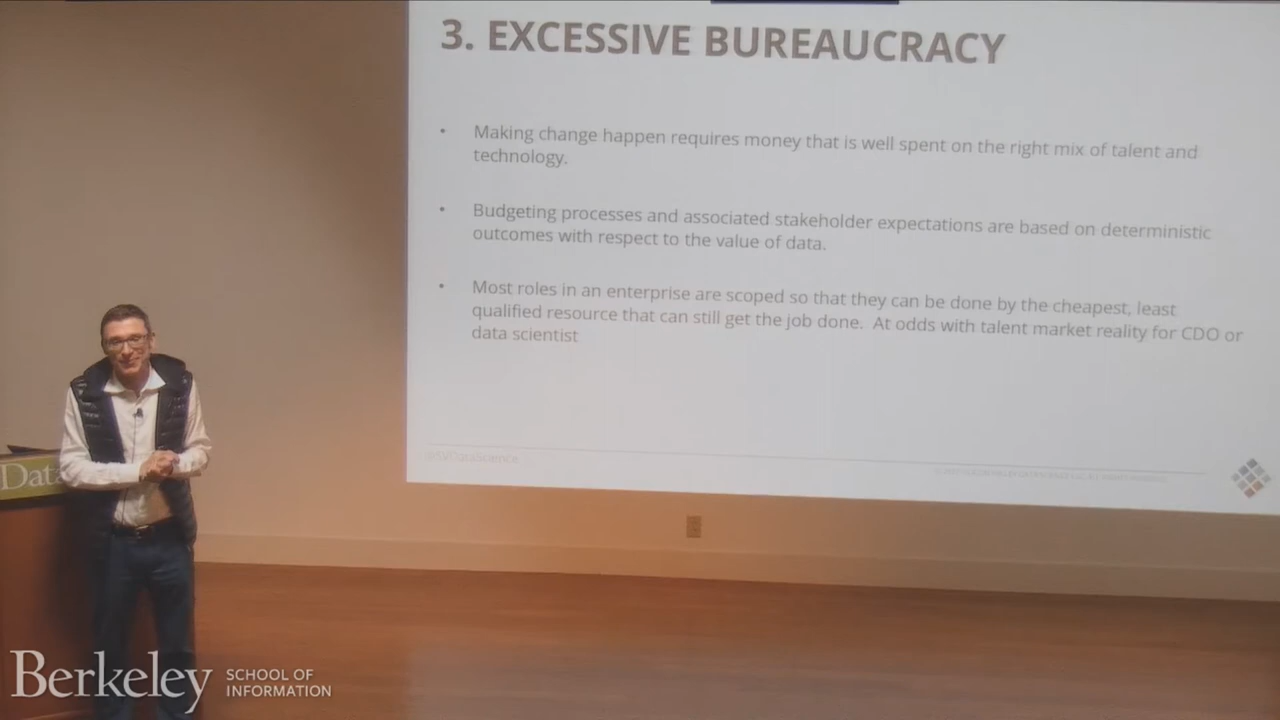 3. EXCESSIVE BUREAUCRACY
• Making change happen requires money that is well spent on the right mix of talent and
technology.
• Budgeting processes and associated stakeholder expectations are based on deterministic
outcomes with respect to the value of data.
• Most roles in an enterprise are scoped so that they can be done by the cheapest, least
qualified resource that can still get the job done. At odds with talent market reality for CDO or
data scientist
@SVDataScience
Data
Berkeley
SCHOOL OF
INFORMATION